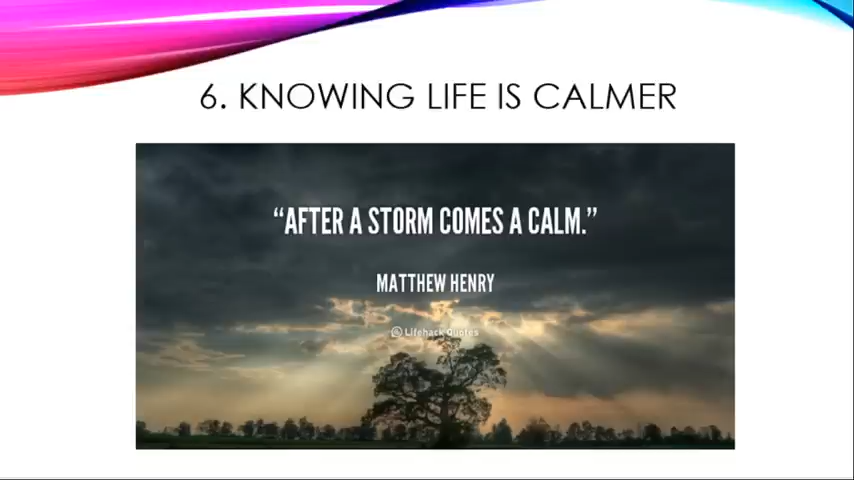 6. KNOWING LIFE IS CALMER
“AFTER A STORM COMES A CALM.”
MATTHEW HENRY
Lifehack Quotes